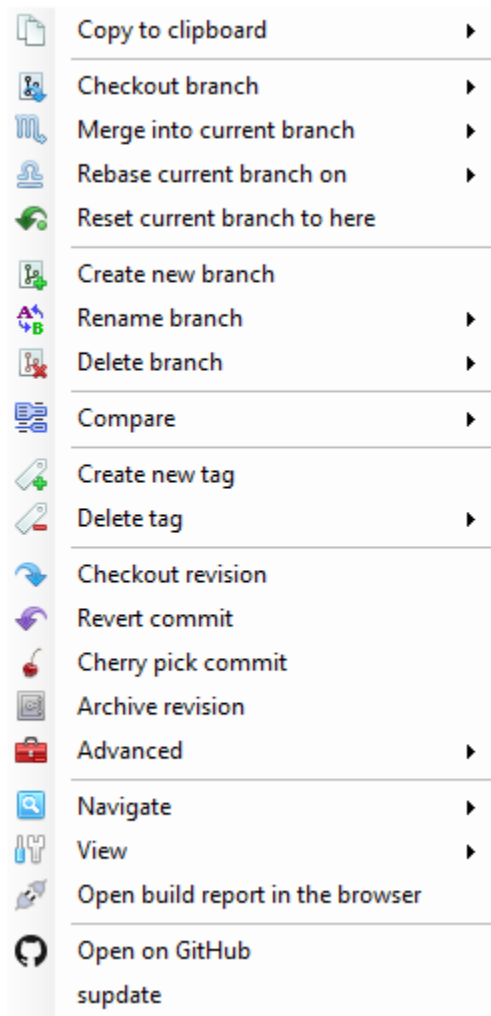 Copy to clipboard
Checkout branch
Merge into current branch
Rebase current branch on
Reset current branch to here
Create new branch
Rename branch
Delete branch
Compare
Create new tag
Delete tag
Checkout revision
Revert commit
Cherry pick commit
Archive revision
Advanced
Navigate
View
Open build report in the browser
Open on GitHub
supdate